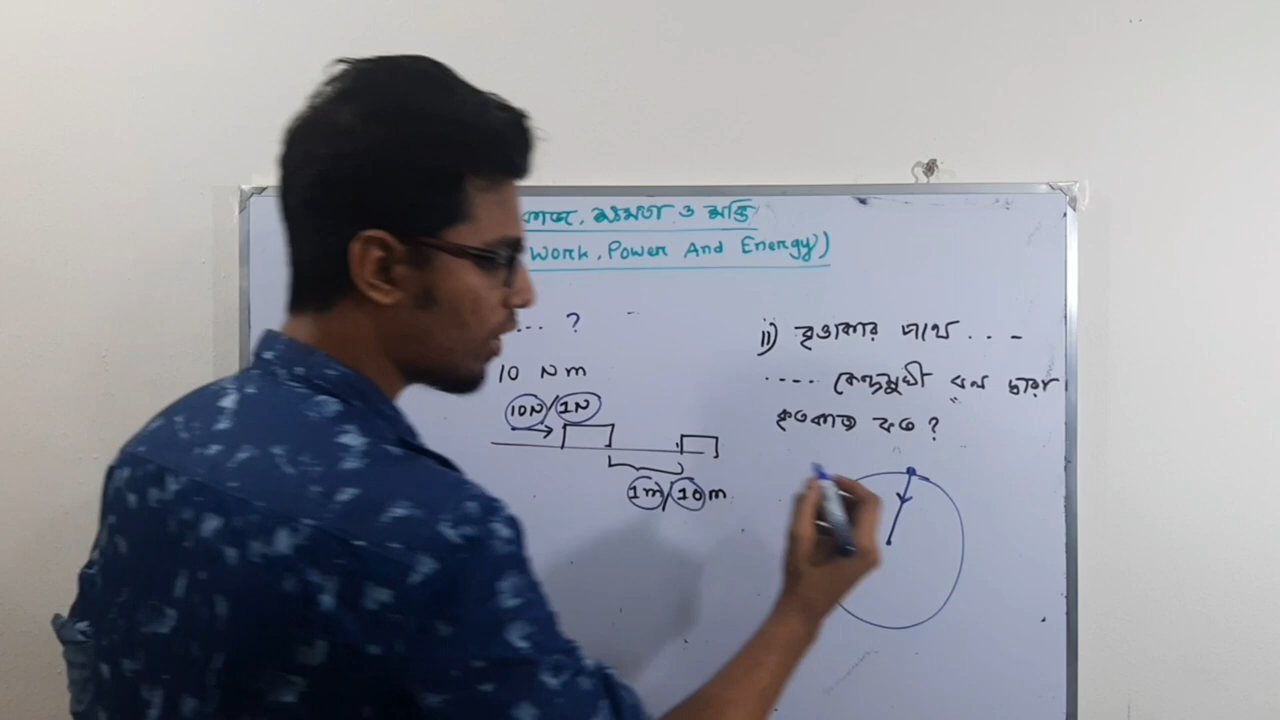 কাজ, ক্ষমতা ও শক্তি
(Work, Power And Energy)
... ?
10 Nm
10N/1N
1m/10m
ii) বৃত্তাকার পথে ...-
.... কেন্দ্রমুখী বল দ্বারা
কৃতকাজ কত?